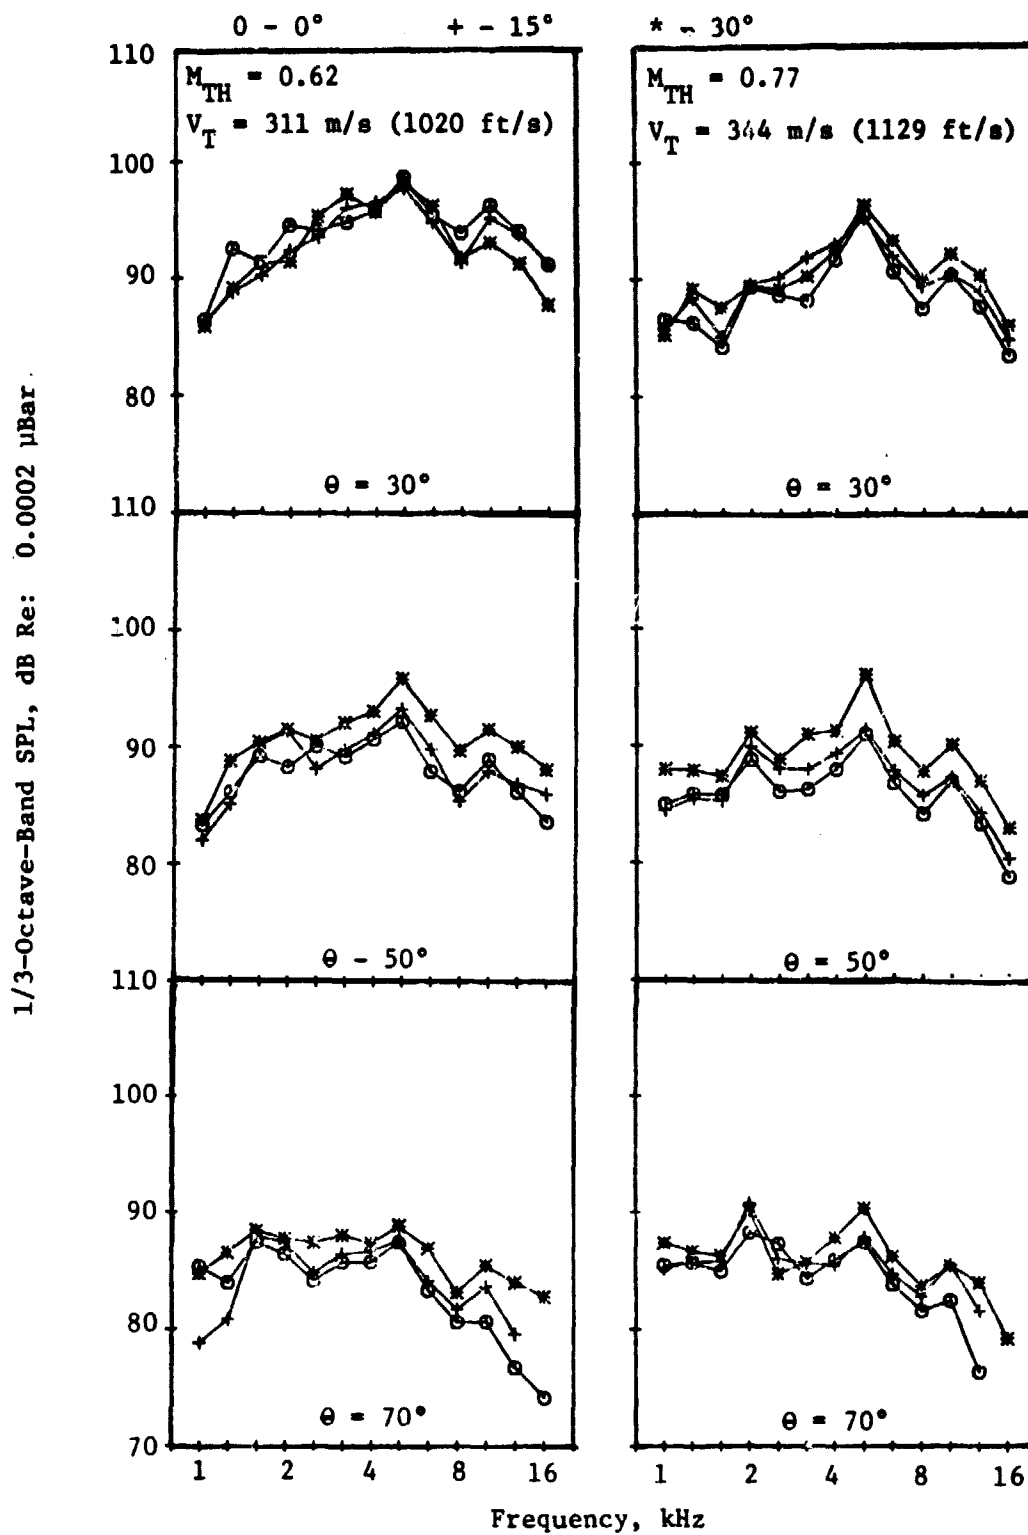 O - 0° + - 15° * - 30°
M_TH = 0.62
V_T = 311 m/s (1020 ft/s)
M_TH = 0.77
V_T = 344 m/s (1129 ft/s)
110
100
90
80
θ = 30°
θ = 30°
110
100
90
80
θ - 50°
θ = 50°
110
100
90
80
70
θ = 70°
θ = 70°
1 2 4 8 16
1 2 4 8 16
Frequency, kHz
1/3-Octave-Band SPL, dB Re: 0.0002 μBar